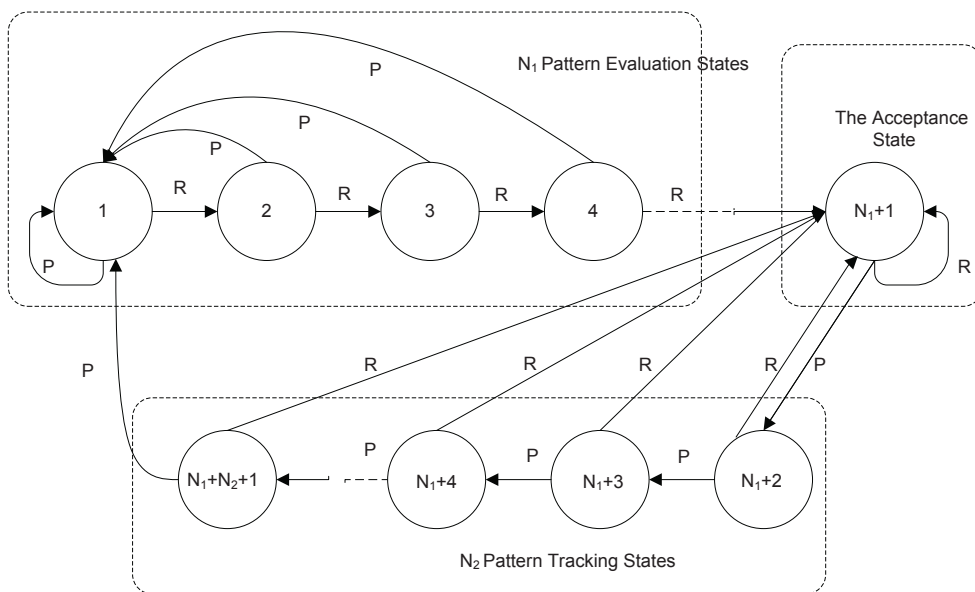 P
N₁ Pattern Evaluation States
P
P
The Acceptance
State
1
R
2
R
3
R
4
R
N₁+1
P
R
P
R
R
R
R
P
N₁+N₂+1
P
N₁+4
P
N₁+3
P
N₁+2
N₂ Pattern Tracking States